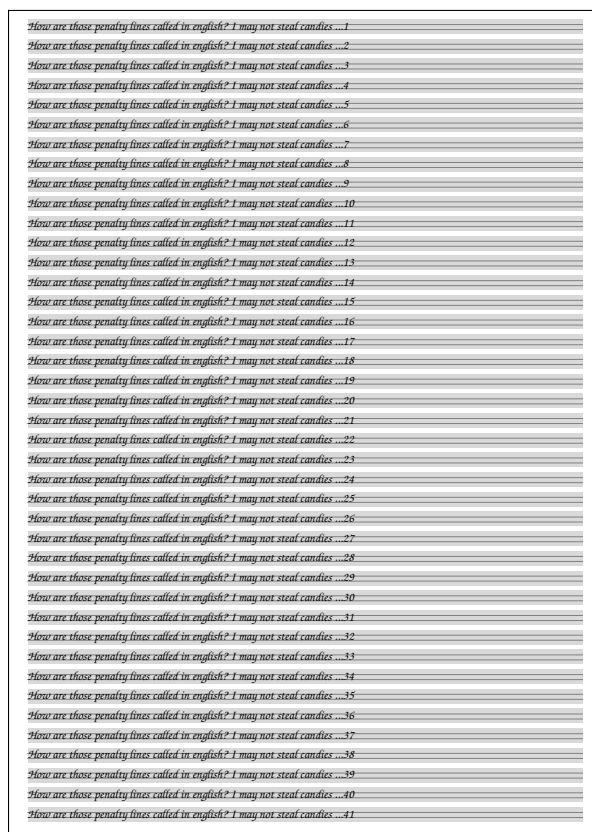 How are those penalty lines called in english? I may not steal candies ...1
How are those penalty lines called in english? I may not steal candies ...2
How are those penalty lines called in english? I may not steal candies ...3
How are those penalty lines called in english? I may not steal candies ...4
How are those penalty lines called in english? I may not steal candies ...5
How are those penalty lines called in english? I may not steal candies ...6
How are those penalty lines called in english? I may not steal candies ...7
How are those penalty lines called in english? I may not steal candies ...8
How are those penalty lines called in english? I may not steal candies ...9
How are those penalty lines called in english? I may not steal candies ...10
How are those penalty lines called in english? I may not steal candies ...11
How are those penalty lines called in english? I may not steal candies ...12
How are those penalty lines called in english? I may not steal candies ...13
How are those penalty lines called in english? I may not steal candies ...14
How are those penalty lines called in english? I may not steal candies ...15
How are those penalty lines called in english? I may not steal candies ...16
How are those penalty lines called in english? I may not steal candies ...17
How are those penalty lines called in english? I may not steal candies ...18
How are those penalty lines called in english? I may not steal candies ...19
How are those penalty lines called in english? I may not steal candies ...20
How are those penalty lines called in english? I may not steal candies ...21
How are those penalty lines called in english? I may not steal candies ...22
How are those penalty lines called in english? I may not steal candies ...23
How are those penalty lines called in english? I may not steal candies ...24
How are those penalty lines called in english? I may not steal candies ...25
How are those penalty lines called in english? I may not steal candies ...26
How are those penalty lines called in english? I may not steal candies ...27
How are those penalty lines called in english? I may not steal candies ...28
How are those penalty lines called in english? I may not steal candies ...29
How are those penalty lines called in english? I may not steal candies ...30
How are those penalty lines called in english? I may not steal candies ...31
How are those penalty lines called in english? I may not steal candies ...32
How are those penalty lines called in english? I may not steal candies ...33
How are those penalty lines called in english? I may not steal candies ...34
How are those penalty lines called in english? I may not steal candies ...35
How are those penalty lines called in english? I may not steal candies ...36
How are those penalty lines called in english? I may not steal candies ...37
How are those penalty lines called in english? I may not steal candies ...38
How are those penalty lines called in english? I may not steal candies ...39
How are those penalty lines called in english? I may not steal candies ...40
How are those penalty lines called in english? I may not steal candies ...41